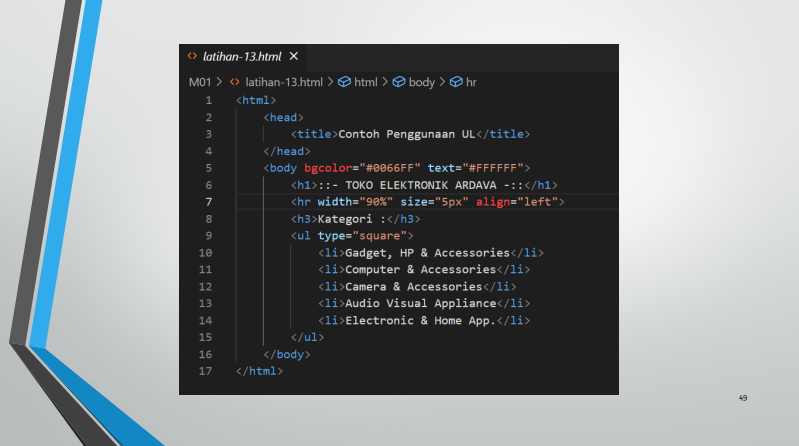 <> latihan-13.html ×
M01 > <> latihan-13.html > html > body > hr
1 <html>
2 <head>
3 <title>Contoh Penggunaan UL</title>
4 </head>
5 <body bgcolor="#0066FF" text="#FFFFFF">
6 <h1>::- TOKO ELEKTRONIK ARDAVA -::</h1>
7 <hr width="90%" size="5px" align="left">
8 <h3>Kategori :</h3>
9 <ul type="square">
10 <li>Gadget, HP & Accessories</li>
11 <li>Computer & Accessories</li>
12 <li>Camera & Accessories</li>
13 <li>Audio Visual Appliance</li>
14 <li>Electronic & Home App.</li>
15 </ul>
16 </body>
17 </html>
49